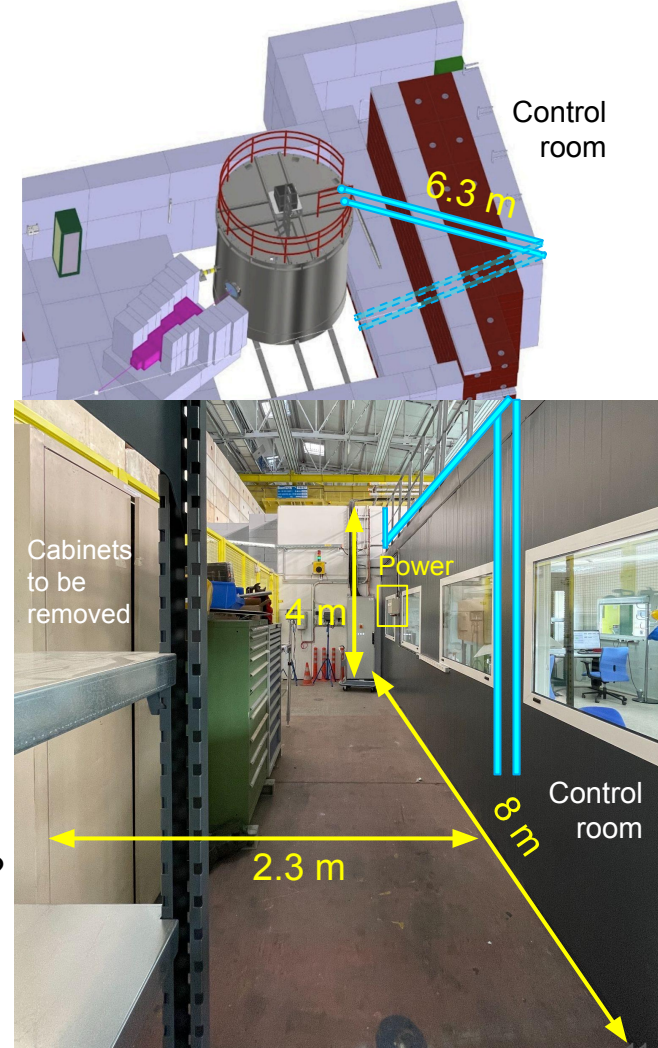 Control
room
6.3 m
Cabinets
to be
removed
Power
4 m
8 m
Control
room
2.3 m